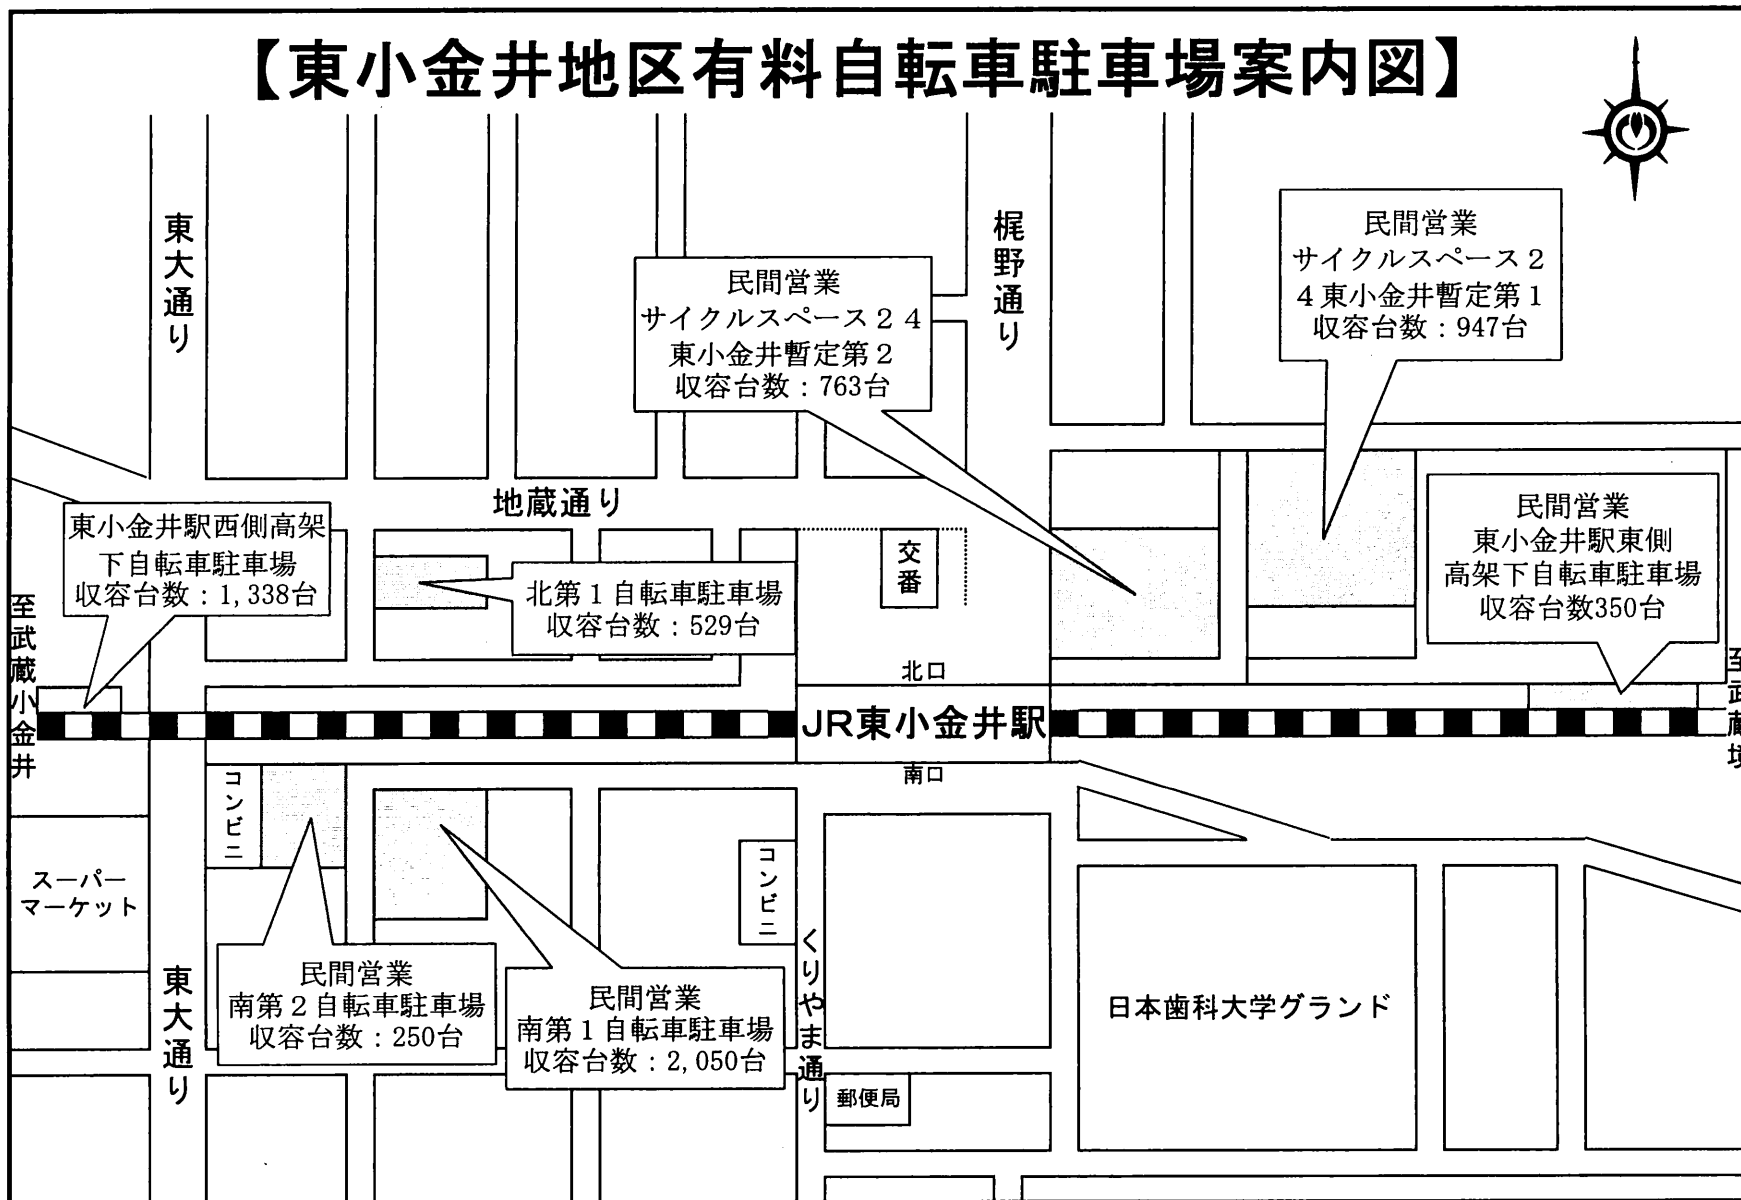 【東小金井地区有料自転車駐車場案内図】
東大通り
梶野通り
民間営業
サイクルスペース２
４東小金井暫定第１
収容台数：947台
民間営業
サイクルスペース２４
東小金井暫定第２
収容台数：763台
地蔵通り
東小金井駅西側高架
下自転車駐車場
収容台数：1,338台
北第１自転車駐車場
収容台数：529台
交番
民間営業
東小金井駅東側
高架下自転車駐車場
収容台数350台
至武蔵小金井
北口
至武蔵境
JR東小金井駅
南口
コンビニ
スーパー
マーケット
コンビニ
東大通り
民間営業
南第２自転車駐車場
収容台数：250台
民間営業
南第１自転車駐車場
収容台数：2,050台
くりやま通り
日本歯科大学グランド
郵便局